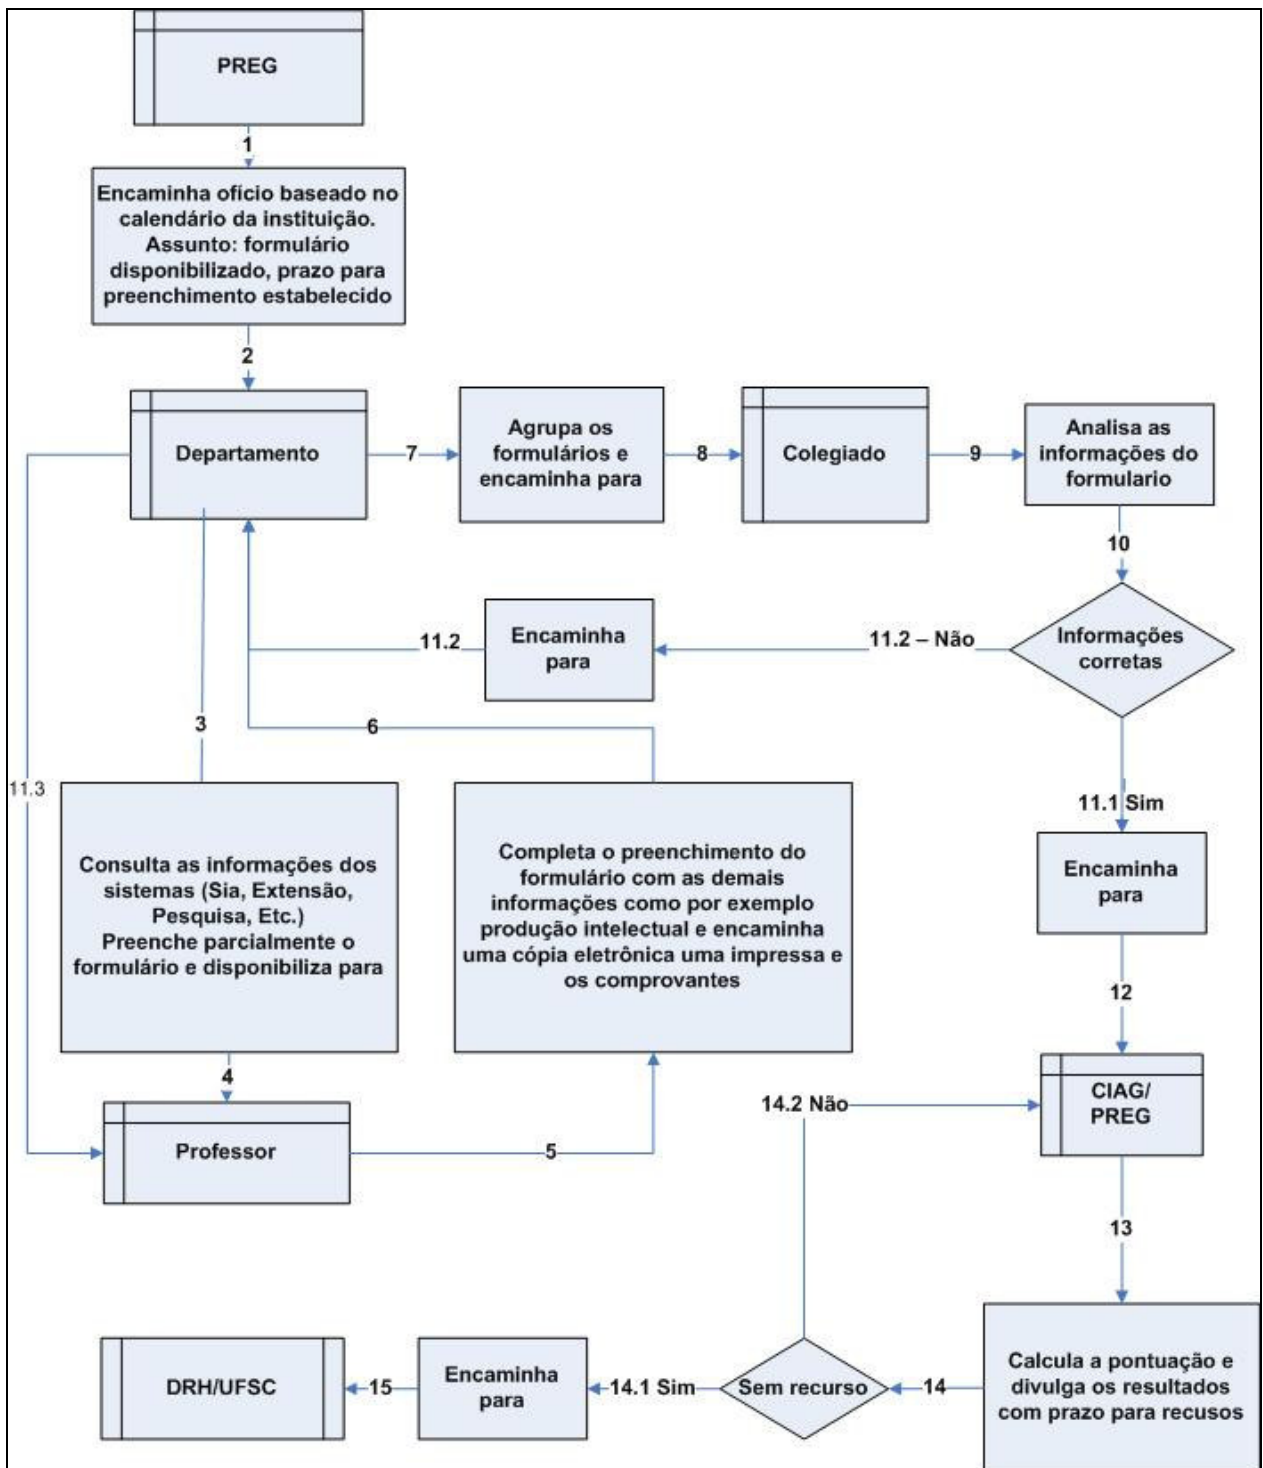 PREG
1
Encaminha ofício baseado no
calendário da instituição.
Assunto: formulário
disponibilizado, prazo para
preenchimento estabelecido
2
Departamento
7
Agrupa os
formulários e
encaminha para
8
Colegiado
9
Analisa as
informações do
formulario
10
Informações
corretas
11.2 – Não
Encaminha
para
11.2
3
6
11.3
11.1 Sim
Consulta as informações dos
sistemas (Sia, Extensão,
Pesquisa, Etc.)
Preenche parcialmente o
formulário e disponibiliza para
Completa o preenchimento do
formulário com as demais
informações como por exemplo
produção intelectual e encaminha
uma cópia eletrônica uma impressa e
os comprovantes
Encaminha
para
12
4
Professor
5
14.2 Não
CIAG/
PREG
13
Calcula a pontuação e
divulga os resultados
com prazo para recusos
14
Sem recurso
14.1 Sim
Encaminha
para
15
DRH/UFSC